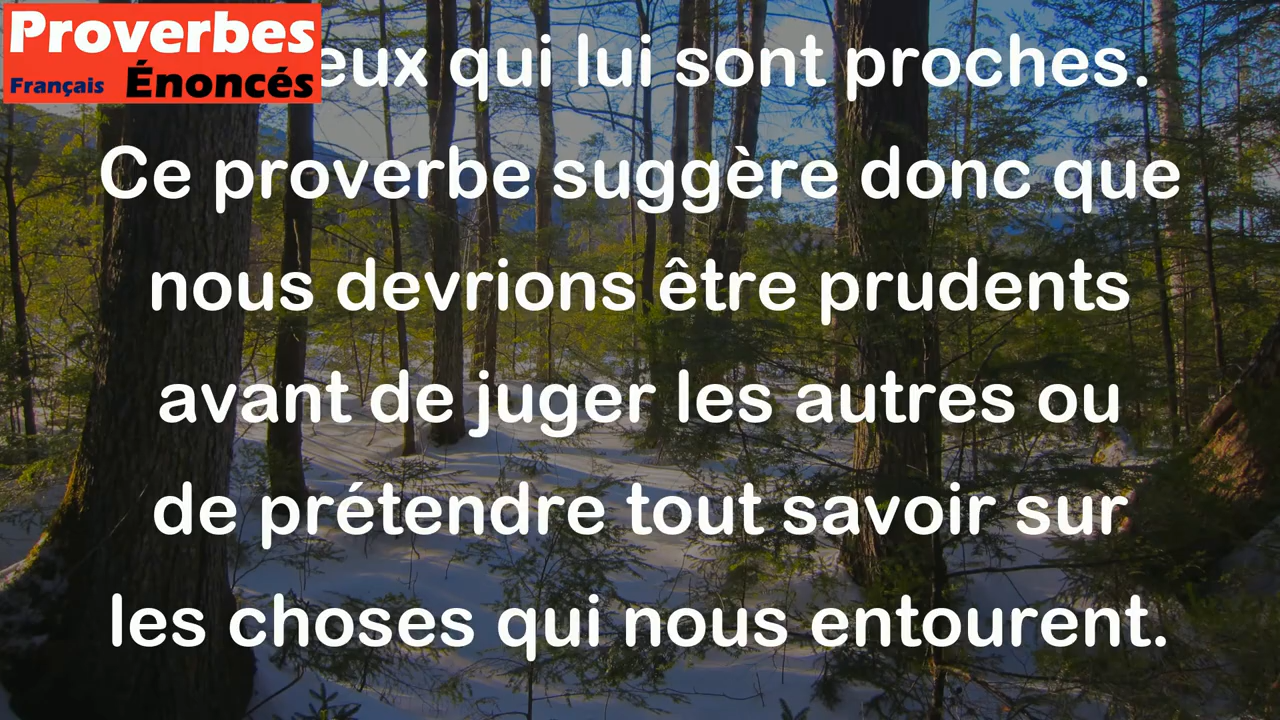 Proverbes
Français Énoncés
qui lui sont proches.
Ce proverbe suggère donc que
nous devrions être prudents
avant de juger les autres ou
de prétendre tout savoir sur
les choses qui nous entourent.